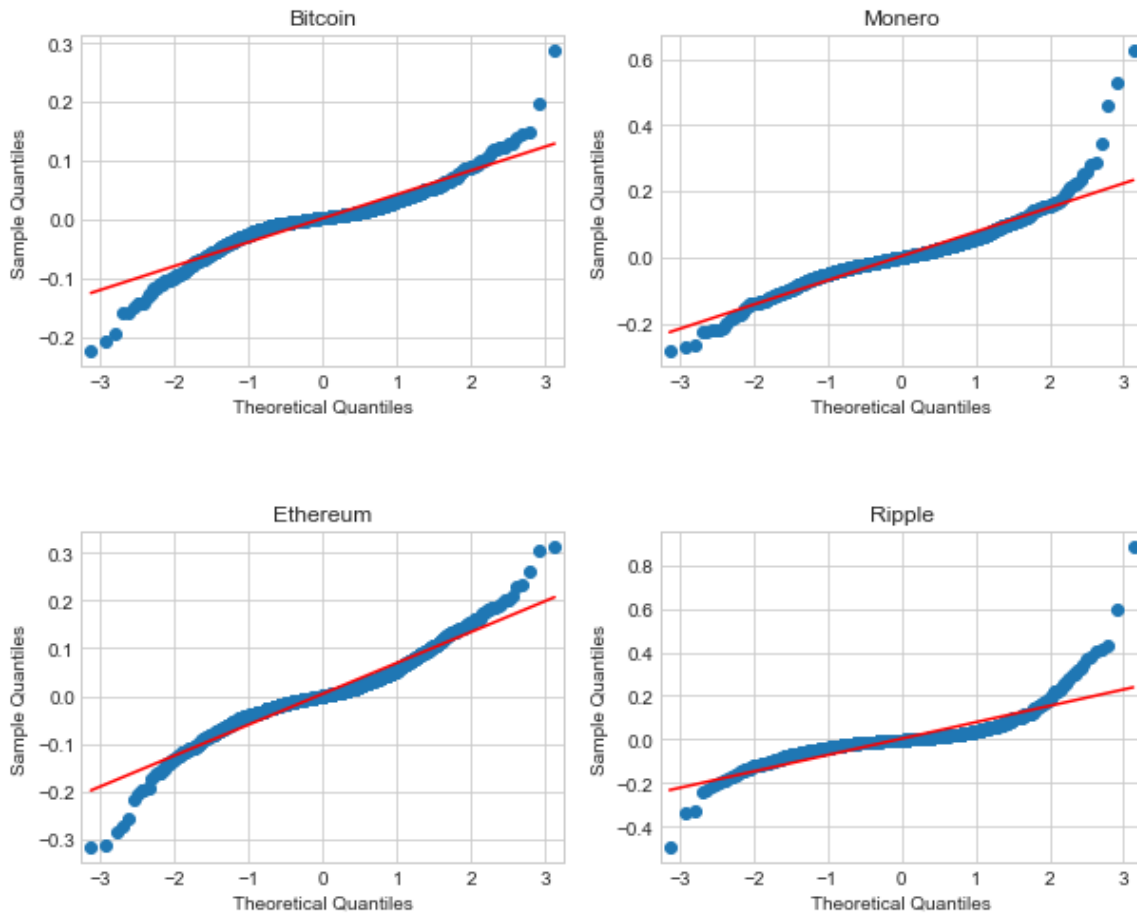 Bitcoin
Monero
0.3
0.2
0.1
0.0
−0.1
−0.2
Sample Quantiles
−3 −2 −1 0 1 2 3
Theoretical Quantiles
0.6
0.4
0.2
0.0
−0.2
Sample Quantiles
−3 −2 −1 0 1 2 3
Theoretical Quantiles
Ethereum
Ripple
0.3
0.2
0.1
0.0
−0.1
−0.2
−0.3
Sample Quantiles
−3 −2 −1 0 1 2 3
Theoretical Quantiles
0.8
0.6
0.4
0.2
0.0
−0.2
−0.4
Sample Quantiles
−3 −2 −1 0 1 2 3
Theoretical Quantiles